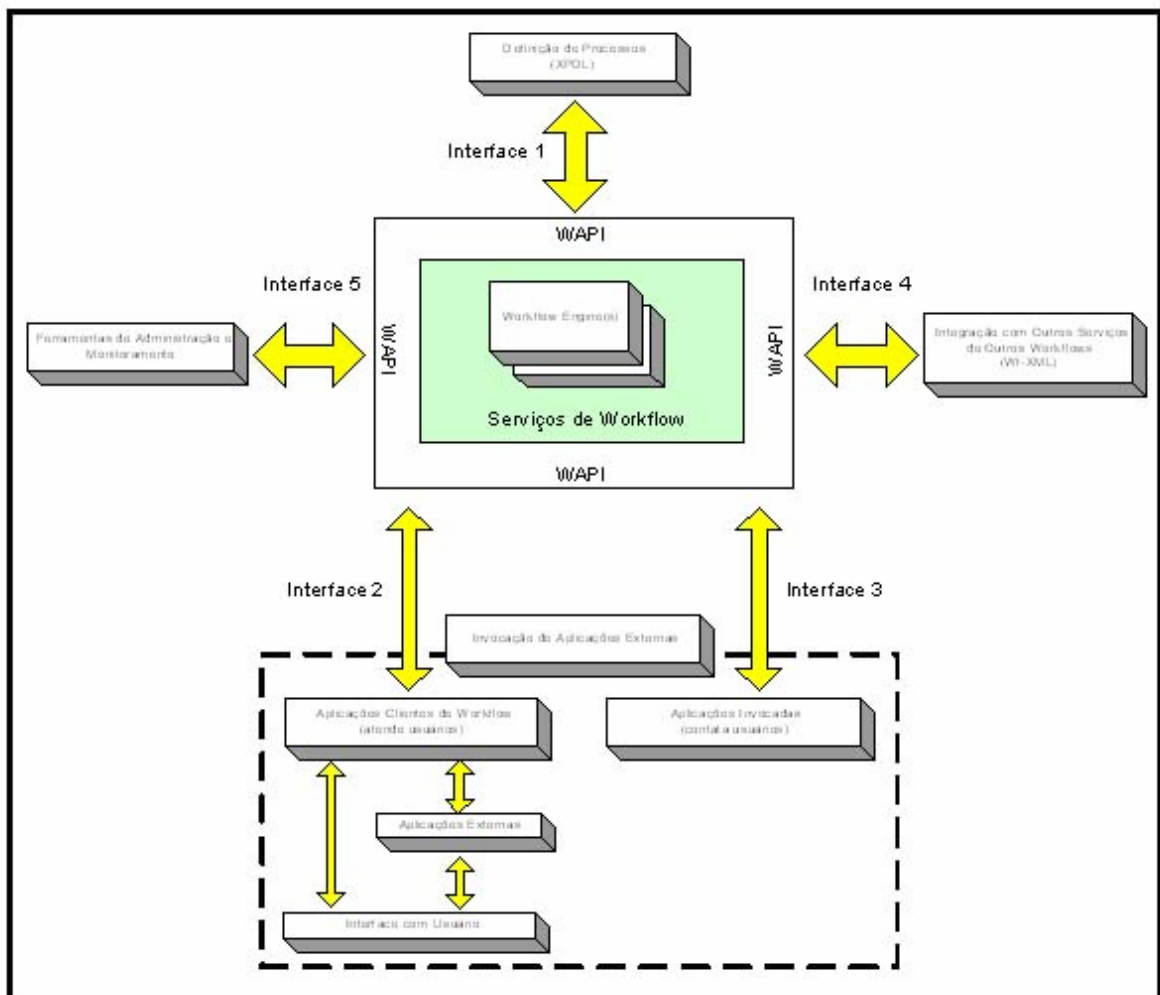 Definição de Processos
(XPDL)
Interface 1
WAPI
Interface 5
Interface 4
Workflow Engine(s)
WAPI
WAPI
Ferramentas de Administração e
Monitoramento
Integração com Outros Serviços
de Outros Workflows
(Wf-XML)
Serviços de Workflow
WAPI
Interface 2
Interface 3
Invocação de Aplicações Externas
Aplicações Clientes de Workflow
(atende usuários)
Aplicações Invocadas
(contata usuários)
Aplicações Externas
Interface com Usuário